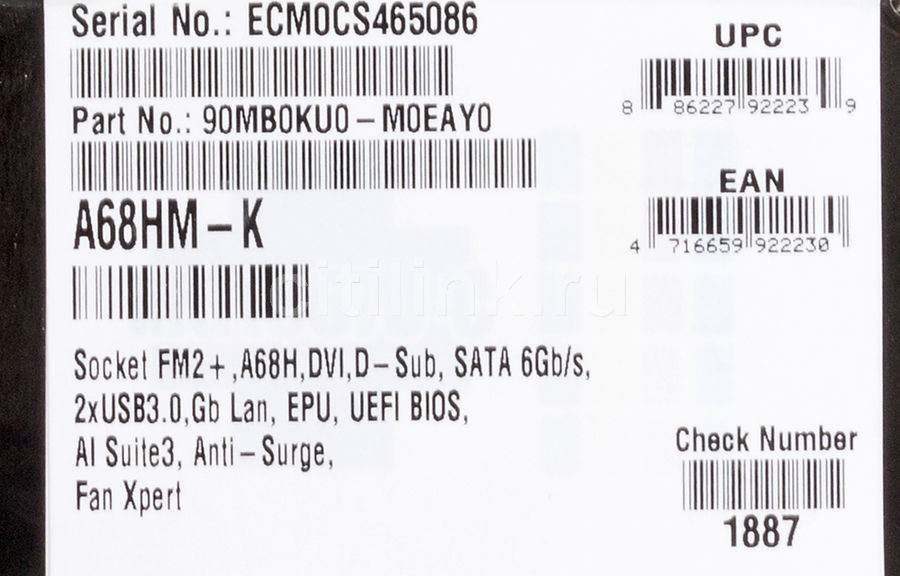 Serial No.: ECM0CS465086
Part No.: 90MB0KU0-M0EAY0
A68HM-K
Socket FM2+,A68H,DVI,D-Sub, SATA 6Gb/s,
2xUSB3.0,Gb Lan, EPU, UEFI BIOS,
AI Suite3, Anti-Surge,
Fan Xpert
UPC
8 86227 92223 9
EAN
4 716659 922230
Check Number
1887
citilink.ru